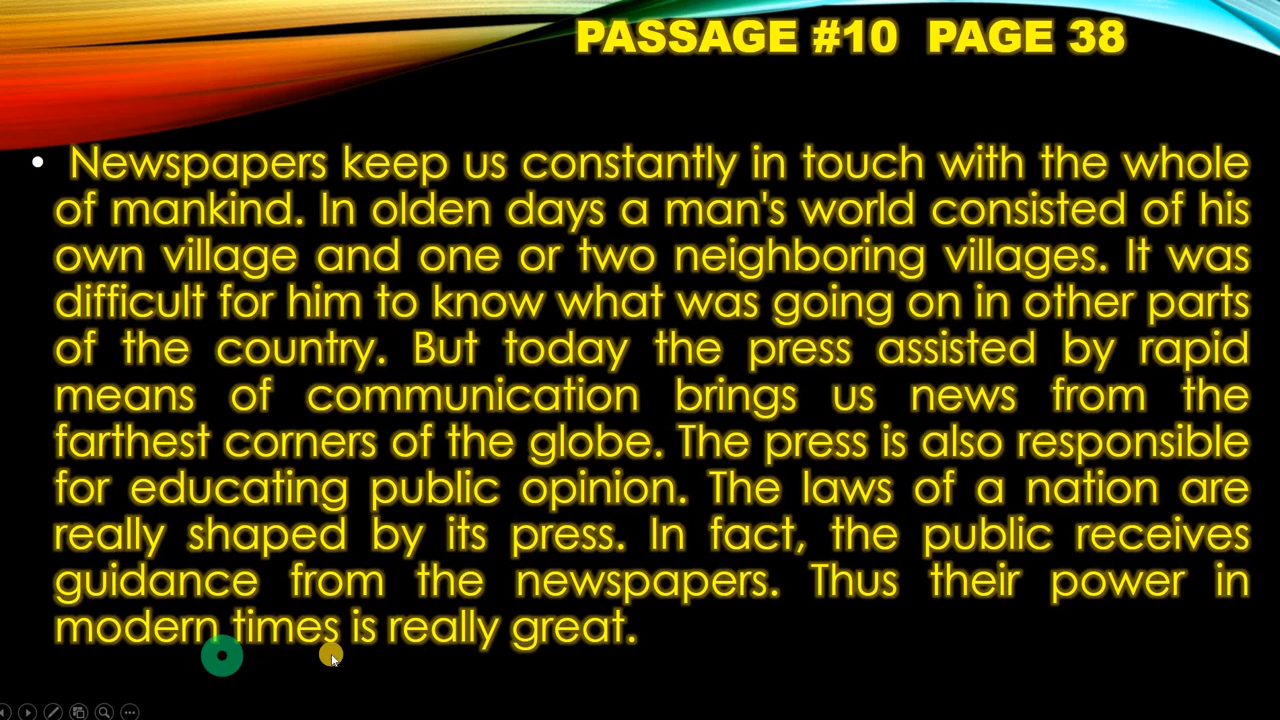 PASSAGE #10 PAGE 38
• Newspapers keep us constantly in touch with the whole
of mankind. In olden days a man's world consisted of his
own village and one or two neighboring villages. It was
difficult for him to know what was going on in other parts
of the country. But today the press assisted by rapid
means of communication brings us news from the
farthest corners of the globe. The press is also responsible
for educating public opinion. The laws of a nation are
really shaped by its press. In fact, the public receives
guidance from the newspapers. Thus their power in
modern times is really great.